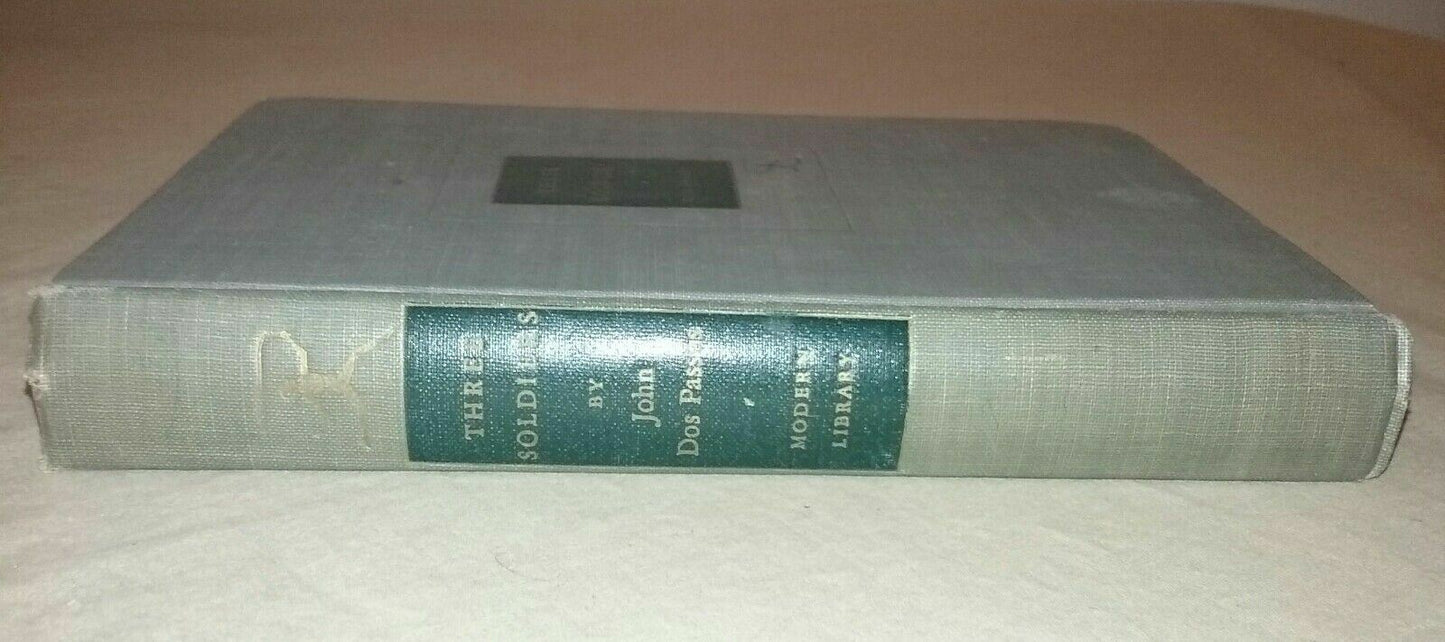 THREE
SOLDIERS
BY
John
Dos Passos
MODERN
LIBRARY